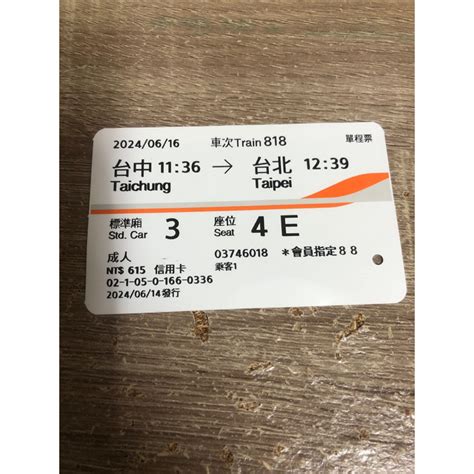 2024/06/16 車次Train 818 單程票
台中 11:36 → 台北 12:39
Taichung Taipei
標準廂 3 座位 4 E
Std. Car Seat
成人 03746018 *會員指定88
NT$ 615 信用卡 乘客1
02-1-05-0-166-0336
2024/06/14發行